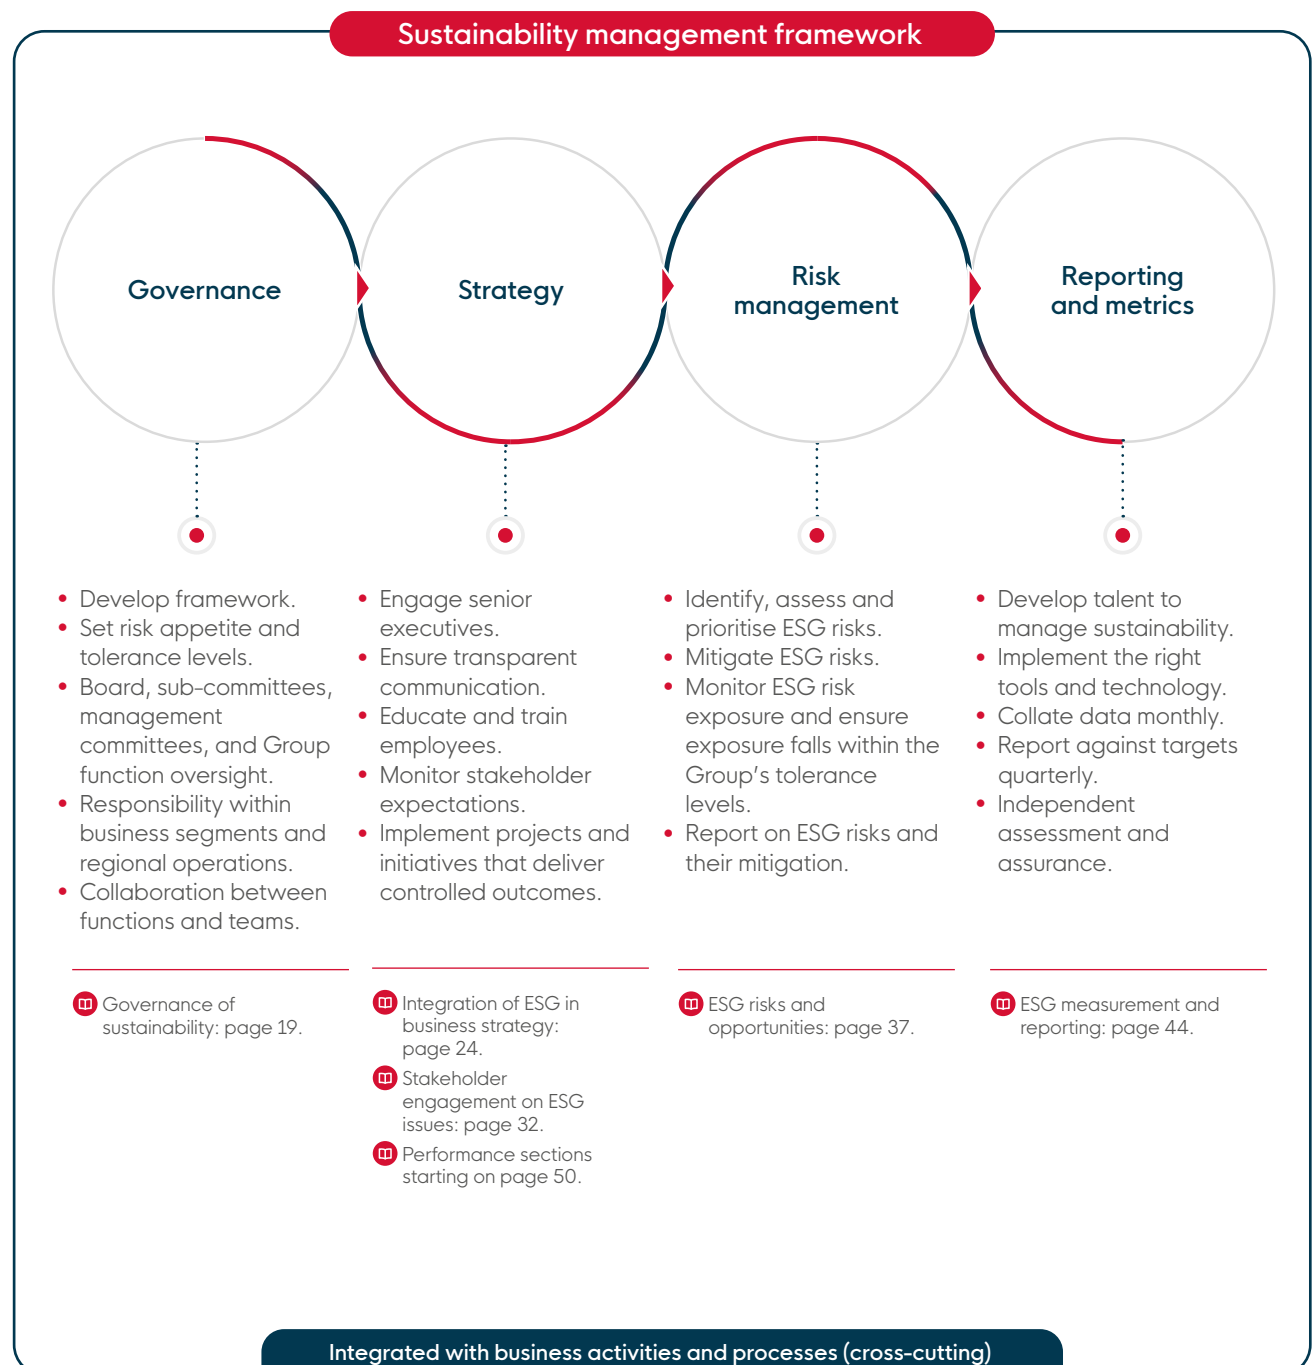 Sustainability management framework
Governance
Strategy
Risk
management
Reporting
and metrics
• Develop framework.
• Set risk appetite and
tolerance levels.
• Board, sub-committees,
management
committees, and Group
function oversight.
• Responsibility within
business segments and
regional operations.
• Collaboration between
functions and teams.
Governance of
sustainability: page 19.
• Engage senior
executives.
• Ensure transparent
communication.
• Educate and train
employees.
• Monitor stakeholder
expectations.
• Implement projects and
initiatives that deliver
controlled outcomes.
Integration of ESG in
business strategy:
page 24.
Stakeholder
engagement on ESG
issues: page 32.
Performance sections
starting on page 50.
• Identify, assess and
prioritise ESG risks.
• Mitigate ESG risks.
• Monitor ESG risk
exposure and ensure
exposure falls within the
Group's tolerance
levels.
• Report on ESG risks and
their mitigation.
ESG risks and
opportunities: page 37.
• Develop talent to
manage sustainability.
• Implement the right
tools and technology.
• Collate data monthly.
• Report against targets
quarterly.
• Independent
assessment and
assurance.
ESG measurement and
reporting: page 44.
Integrated with business activities and processes (cross-cutting)